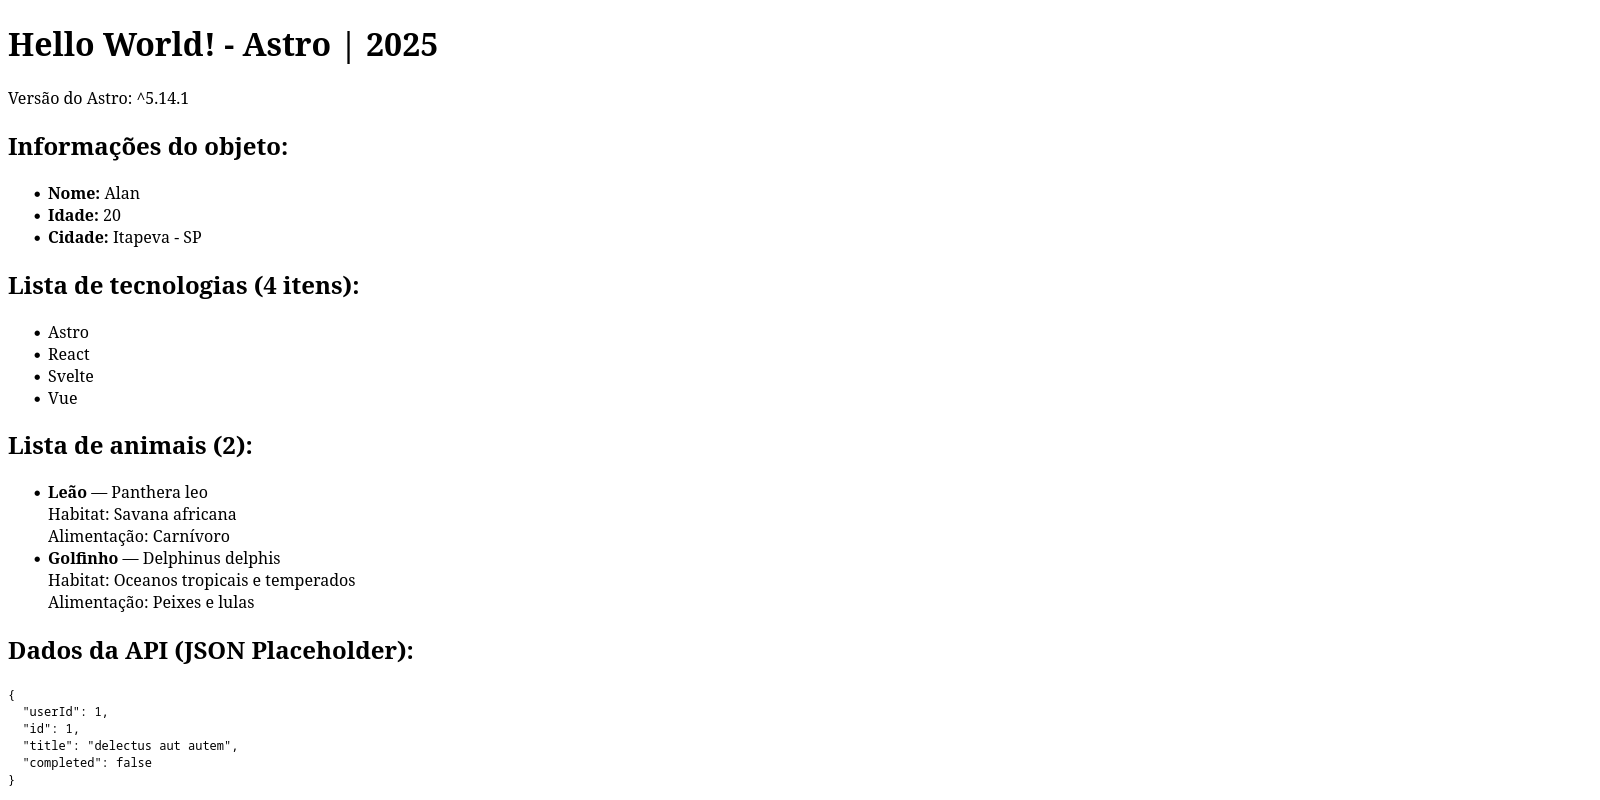 Hello World! - Astro | 2025
Versão do Astro: ^5.14.1
Informações do objeto:
• Nome: Alan
• Idade: 20
• Cidade: Itapeva - SP
Lista de tecnologias (4 itens):
• Astro
• React
• Svelte
• Vue
Lista de animais (2):
• Leão — Panthera leo
Habitat: Savana africana
Alimentação: Carnívoro
• Golfinho — Delphinus delphis
Habitat: Oceanos tropicais e temperados
Alimentação: Peixes e lulas
Dados da API (JSON Placeholder):
{
  "userId": 1,
  "id": 1,
  "title": "delectus aut autem",
  "completed": false
}